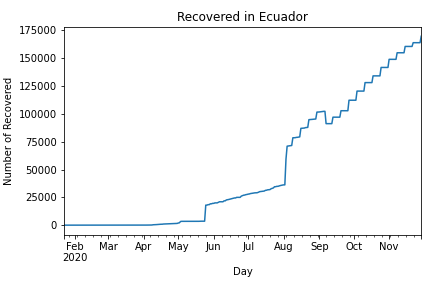 Recovered in Ecuador
175000
150000
125000
100000
75000
50000
25000
0
Number of Recovered
Feb Mar Apr May Jun Jul Aug Sep Oct Nov
2020
Day